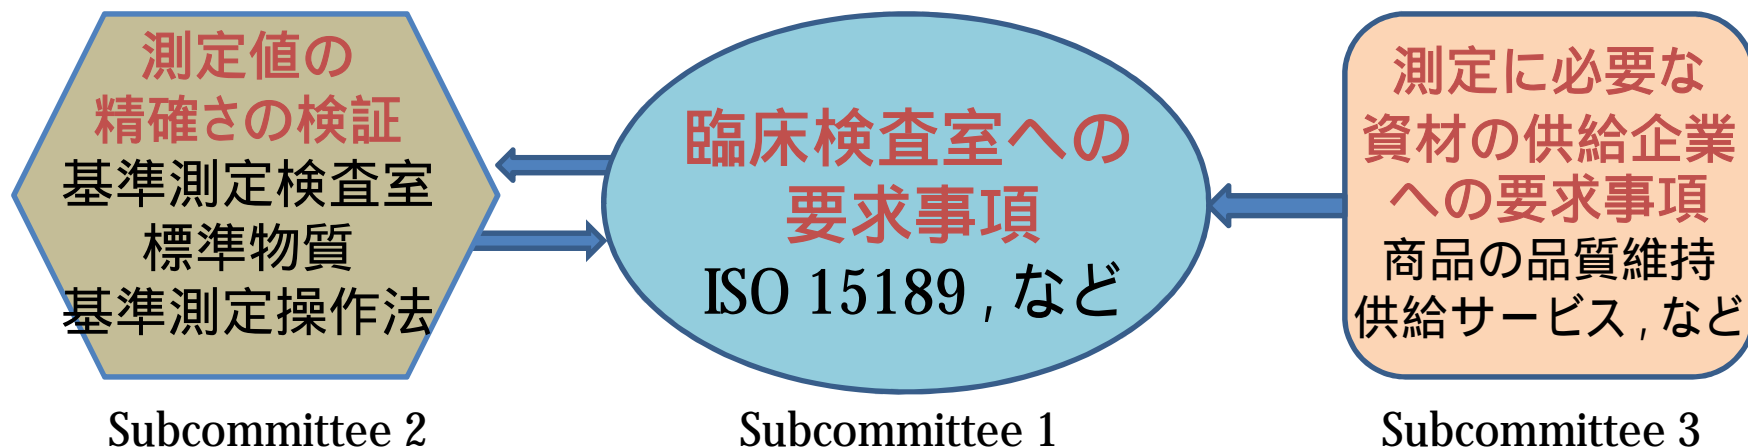 測定値の
精確さの検証
基準測定検査室
標準物質
基準測定操作法
Subcommittee 2
臨床検査室への
要求事項
ISO 15189 , など
Subcommittee 1
測定に必要な
資材の供給企業
への要求事項
商品の品質維持
供給サービス , など
Subcommittee 3